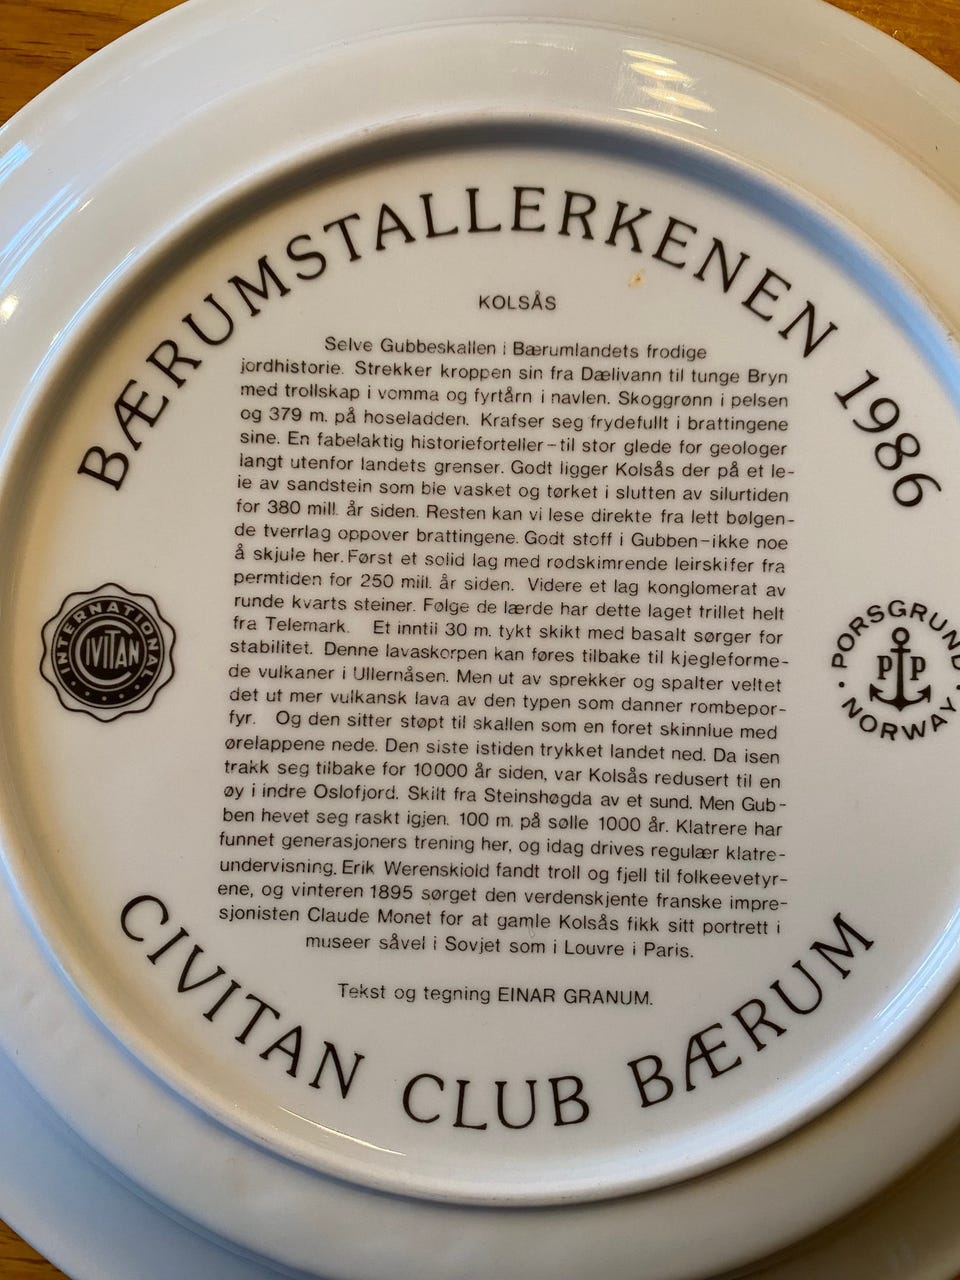 BÆRUMSTALLERKENEN 1986
KOLSÅS
Selve Gubbeskallen i Bærumlandets frodige
jordhistorie. Strekker kroppen sin fra Dælivann til tunge Bryn
med trollskap i vomma og fyrtårn i navlen. Skoggrønn i pelsen
og 379 m. på hoseladden. Krafser seg frydefullt i brattingene
sine. En fabelaktig historieforteller–til stor glede for geologer
langt utenfor landets grenser. Godt ligger Kolsås der på et le-
ie av sandstein som ble vasket og tørket i slutten av silurtiden
for 380 mill. år siden. Resten kan vi lese direkte fra lett bølgen-
de tverrlag oppover brattingene. Godt stoff i Gubben–ikke noe
å skjule her. Først et solid lag med rødskimrende leirskifer fra
permtiden for 250 mill. år siden. Videre et lag konglomerat av
runde kvarts steiner. Følge de lærde har dette laget trillet helt
fra Telemark. Et inntil 30 m. tykt skikt med basalt sørger for
stabilitet. Denne lavaskorpen kan føres tilbake til kjegleforme-
de vulkaner i Ullernåsen. Men ut av sprekker og spalter veltet
det ut mer vulkansk lava av den typen som danner rombepor-
fyr. Og den sitter støpt til skallen som en foret skinnlue med
ørelappene nede. Den siste istiden trykket landet ned. Da isen
trakk seg tilbake for 10000 år siden, var Kolsås redusert til en
øy i indre Oslofjord. Skilt fra Steinshøgda av et sund. Men Gub-
ben hevet seg raskt igjen. 100 m. på sølle 1000 år. Klatrere har
funnet generasjoners trening her, og idag drives regulær klatre-
undervisning. Erik Werenskiold fandt troll og fjell til folkeevetyr-
ene, og vinteren 1895 sørget den verdenskjente franske impre-
sjonisten Claude Monet for at gamle Kolsås fikk sitt portrett i
museer såvel i Sovjet som i Louvre i Paris.
Tekst og tegning EINAR GRANUM.
INTERNATIONAL
CIVITAN
PORSGRUND
PP
NORWAY
CIVITAN CLUB BÆRUM